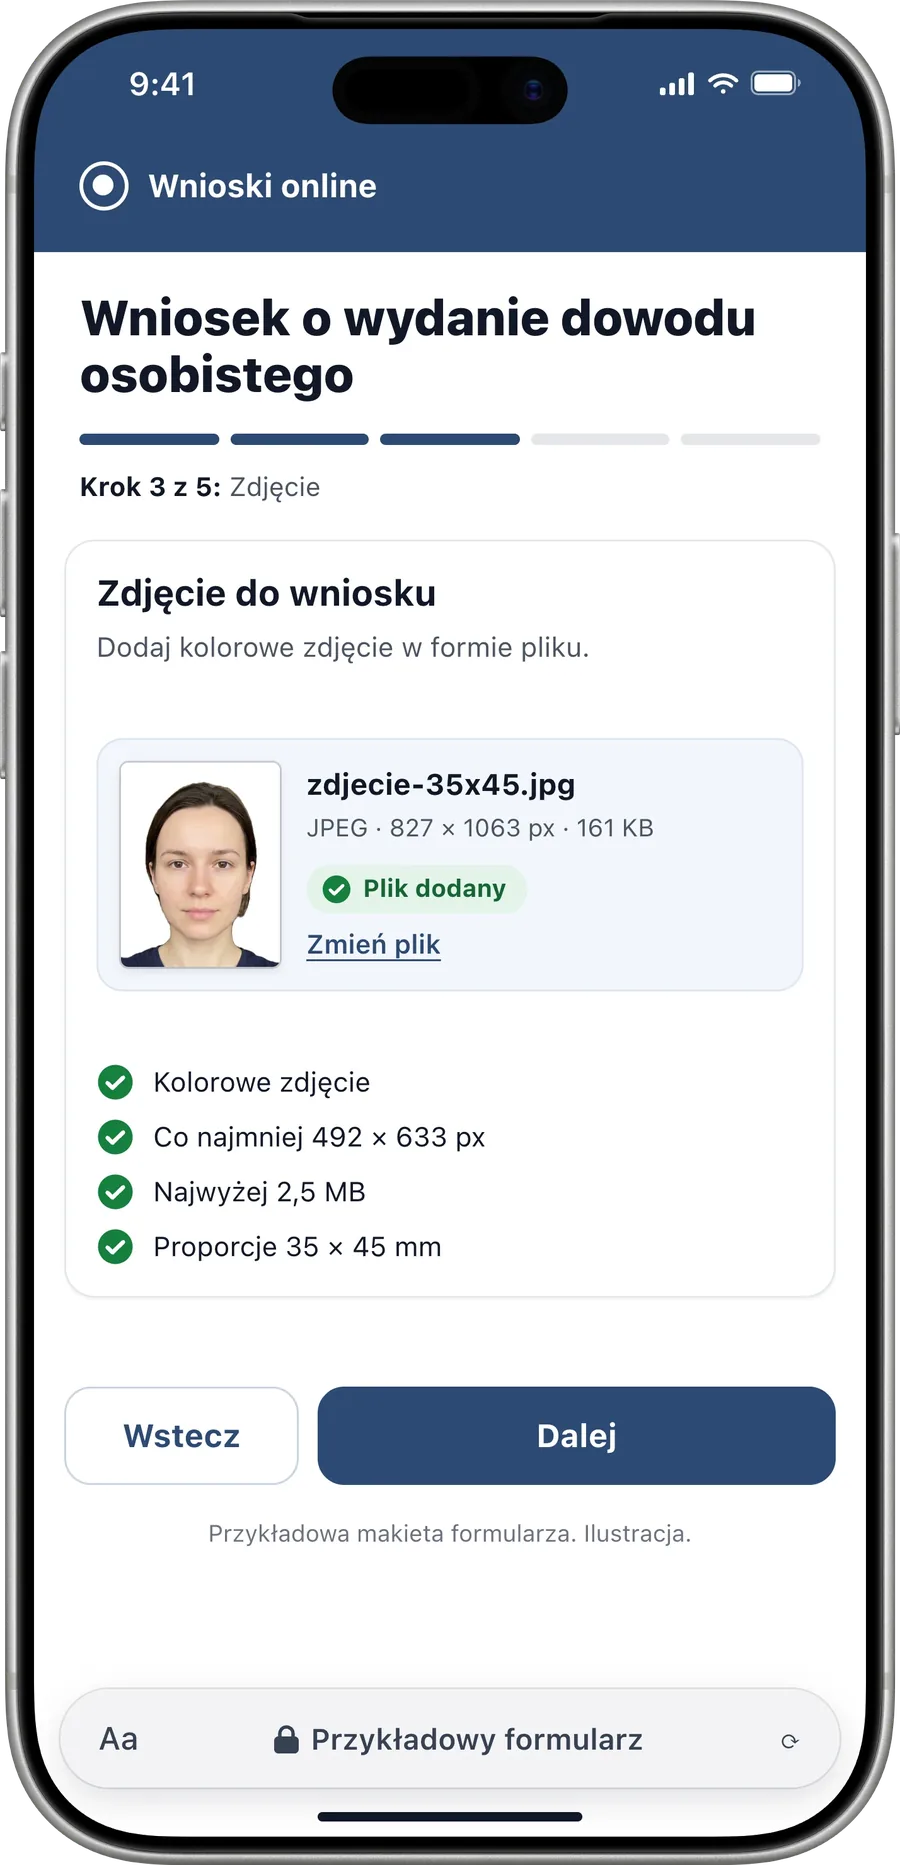 9:41
Wnioski online
Wniosek o wydanie dowodu
osobistego
Krok 3 z 5: Zdjęcie
Zdjęcie do wniosku
Dodaj kolorowe zdjęcie w formie pliku.
zdjecie-35x45.jpg
JPEG · 827 × 1063 px · 161 KB
Plik dodany
Zmień plik
Kolorowe zdjęcie
Co najmniej 492 × 633 px
Najwyżej 2,5 MB
Proporcje 35 × 45 mm
Wstecz
Dalej
Przykładowa makieta formularza. Ilustracja.
Aa
Przykładowy formularz